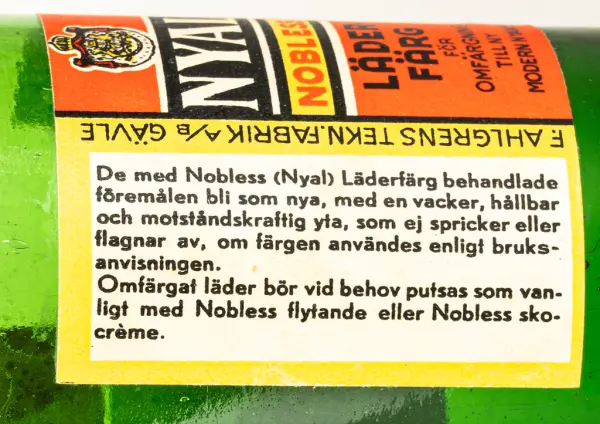 NYAL
NOBLESS
LÄDER
FÄRG
FÖR
OMFÄRGNING
TILL NY
MODERN NYANS
F. AHLGRENS TEKN. FABRIK A/B GÄVLE
De med Nobless (Nyal) Läderfärg behandlade
föremålen bli som nya, med en vacker, hållbar
och motståndskraftig yta, som ej spricker eller
flagnar av, om färgen användes enligt bruks-
anvisningen.
Omfärgat läder bör vid behov putsas som van-
ligt med Nobless flytande eller Nobless sko-
crème.